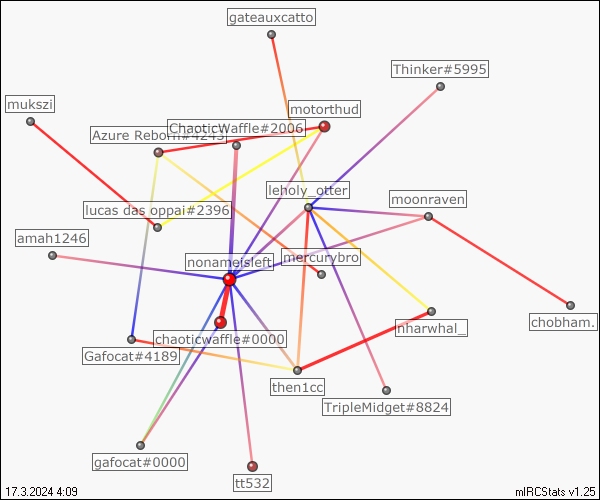 gateauxcatto
Thinker#5995
mukszi
motorthud
Azure Reborn#4243
ChaoticWaffle#2006
leholy_otter
moonraven
lucas das oppai#2396
amah1246
nonameisleft
mercurybro
chaoticwaffle#0000
nharwhal_
chobham.
Gafocat#4189
then1cc
TripleMidget#8824
gafocat#0000
tt532
17.3.2024 4:09
mIRCStats v1.25